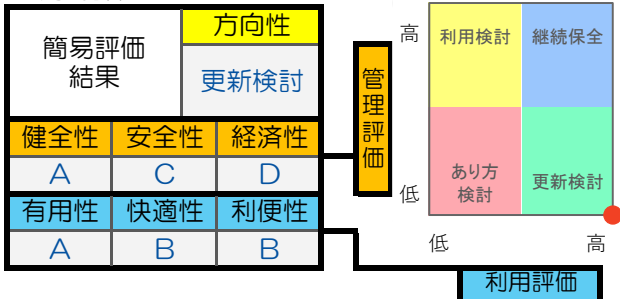 簡易評価
結果
方向性
更新検討
健全性 安全性 経済性
A C D
有用性 快適性 利便性
A B B
管理評価
高
利用検討 継続保全
あり方
検討
更新検討
低
低 高
利用評価